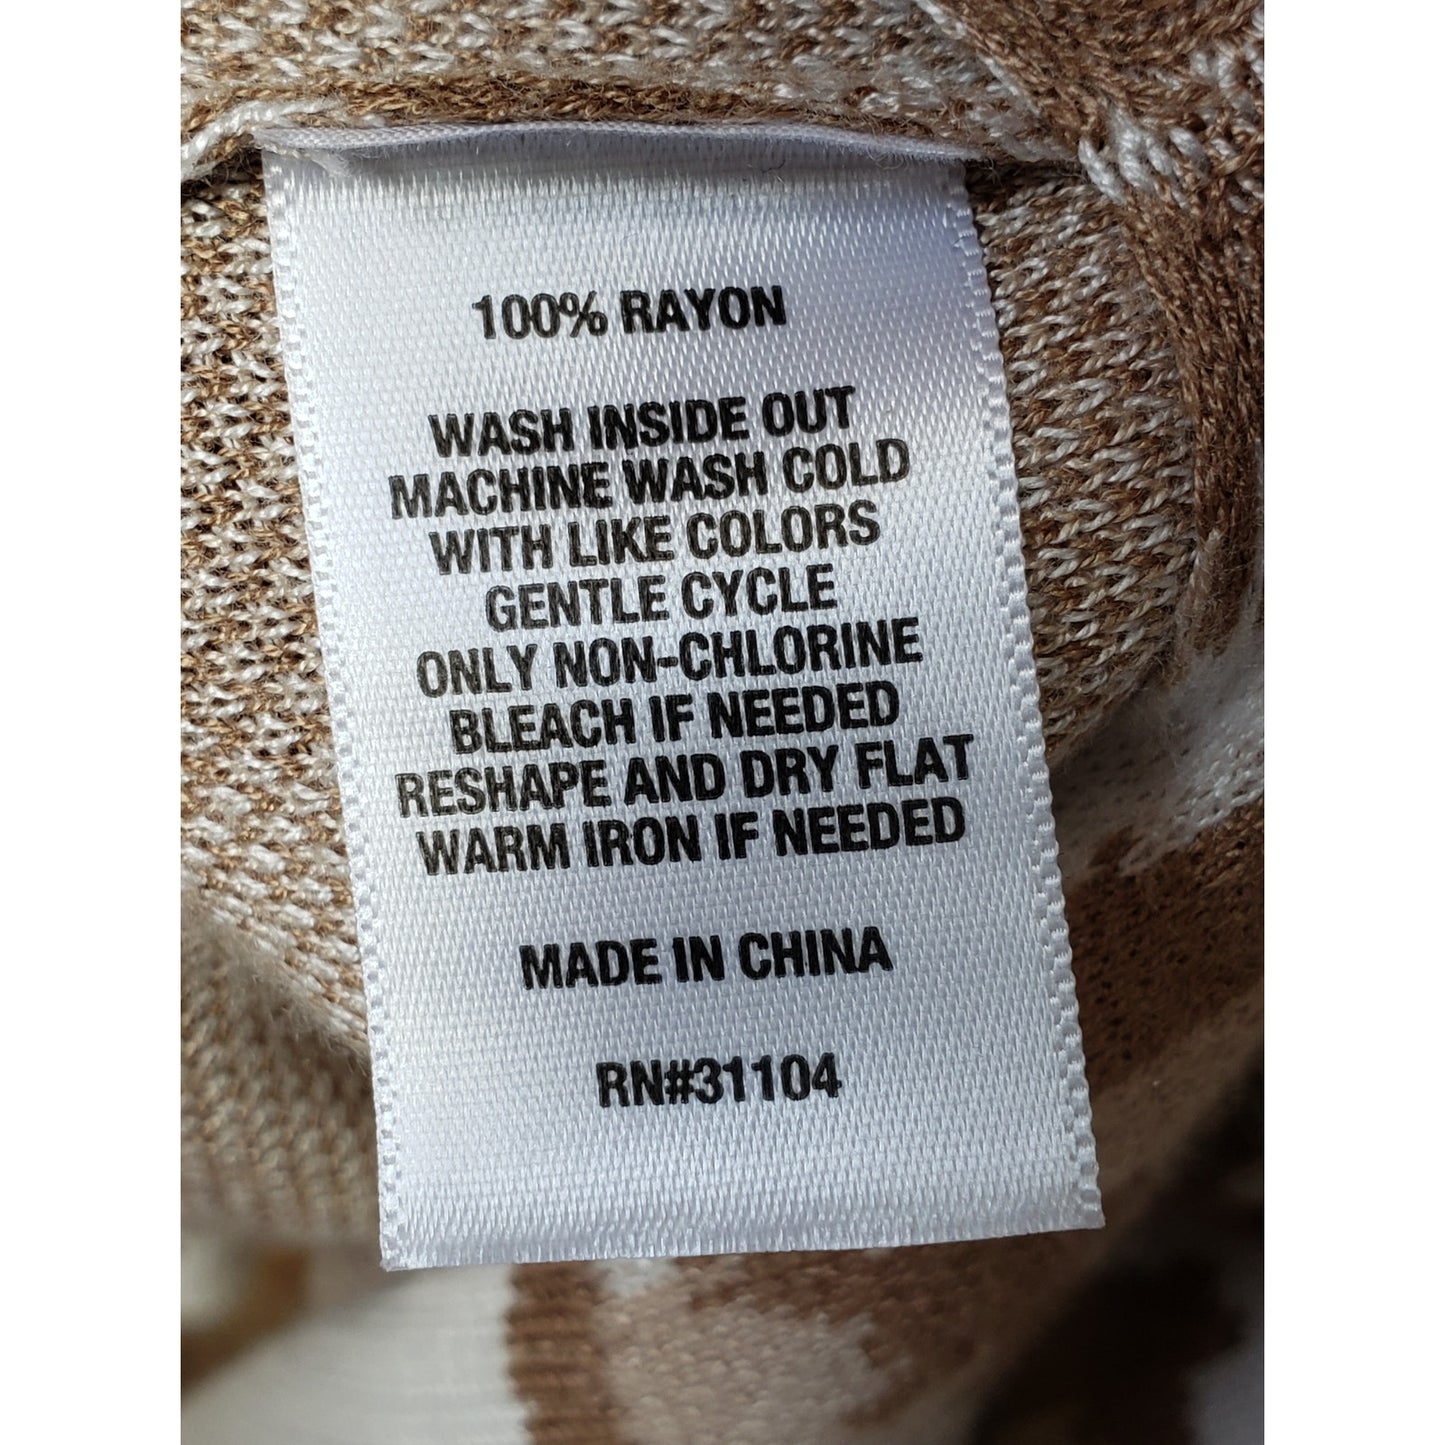 100% RAYON
WASH INSIDE OUT
MACHINE WASH COLD
WITH LIKE COLORS
GENTLE CYCLE
ONLY NON-CHLORINE
BLEACH IF NEEDED
RESHAPE AND DRY FLAT
WARM IRON IF NEEDED
MADE IN CHINA
RN#31104